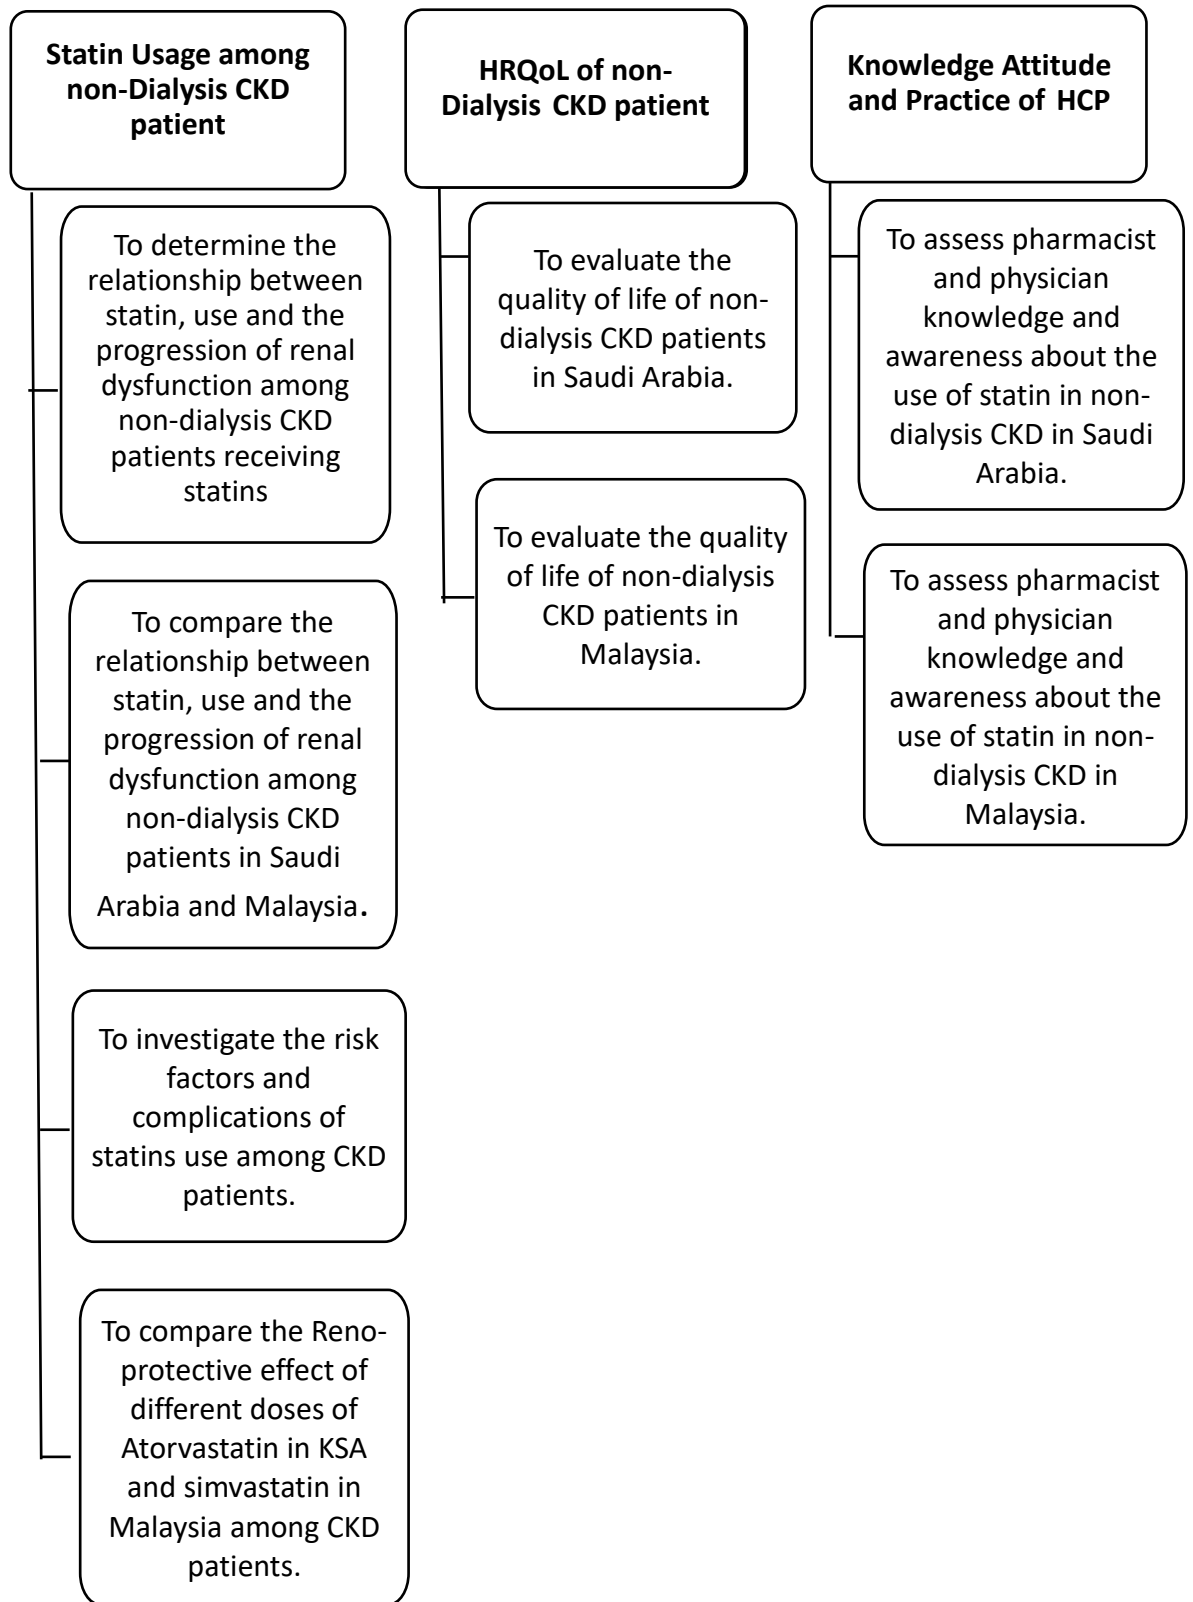 Statin Usage among
non-Dialysis CKD
patient
To determine the
relationship between
statin, use and the
progression of renal
dysfunction among
non-dialysis CKD
patients receiving
statins
To compare the
relationship between
statin, use and the
progression of renal
dysfunction among
non-dialysis CKD
patients in Saudi
Arabia and Malaysia.
To investigate the risk
factors and
complications of
statins use among CKD
patients.
To compare the Reno-
protective effect of
different doses of
Atorvastatin in KSA
and simvastatin in
Malaysia among CKD
patients.
HRQoL of non-
Dialysis CKD patient
To evaluate the
quality of life of non-
dialysis CKD patients
in Saudi Arabia.
To evaluate the quality
of life of non-dialysis
CKD patients in
Malaysia.
Knowledge Attitude
and Practice of HCP
To assess pharmacist
and physician
knowledge and
awareness about the
use of statin in non-
dialysis CKD in Saudi
Arabia.
To assess pharmacist
and physician
knowledge and
awareness about the
use of statin in non-
dialysis CKD in
Malaysia.